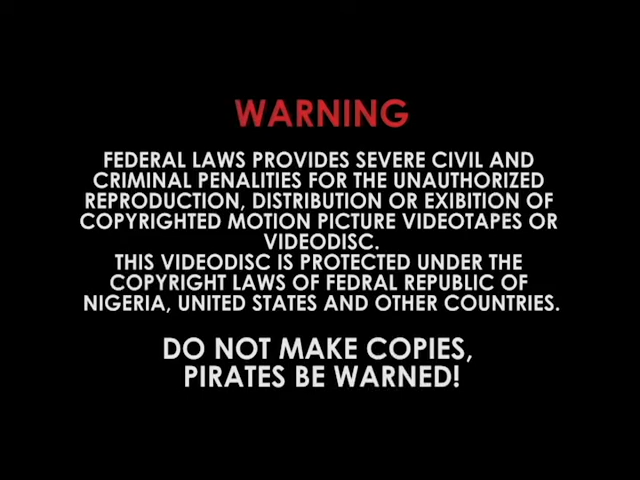 WARNING
FEDERAL LAWS PROVIDES SEVERE CIVIL AND
CRIMINAL PENALITIES FOR THE UNAUTHORIZED
REPRODUCTION, DISTRIBUTION OR EXIBITION OF
COPYRIGHTED MOTION PICTURE VIDEOTAPES OR
VIDEODISC.
THIS VIDEODISC IS PROTECTED UNDER THE
COPYRIGHT LAWS OF FEDRAL REPUBLIC OF
NIGERIA, UNITED STATES AND OTHER COUNTRIES.
DO NOT MAKE COPIES,
PIRATES BE WARNED!